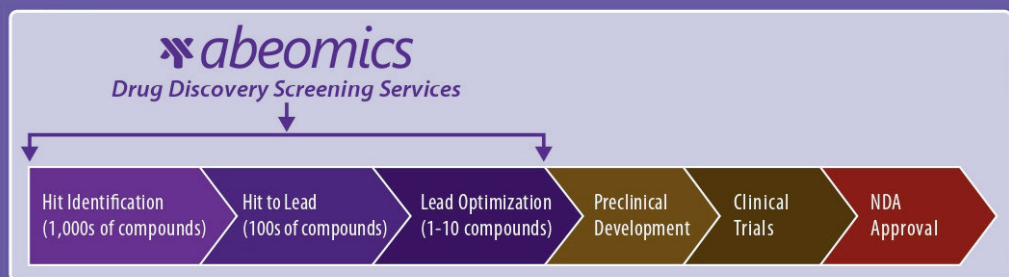 abeomics
Drug Discovery Screening Services
Hit Identification
(1,000s of compounds)
Hit to Lead
(100s of compounds)
Lead Optimization
(1-10 compounds)
Preclinical
Development
Clinical
Trials
NDA
Approval